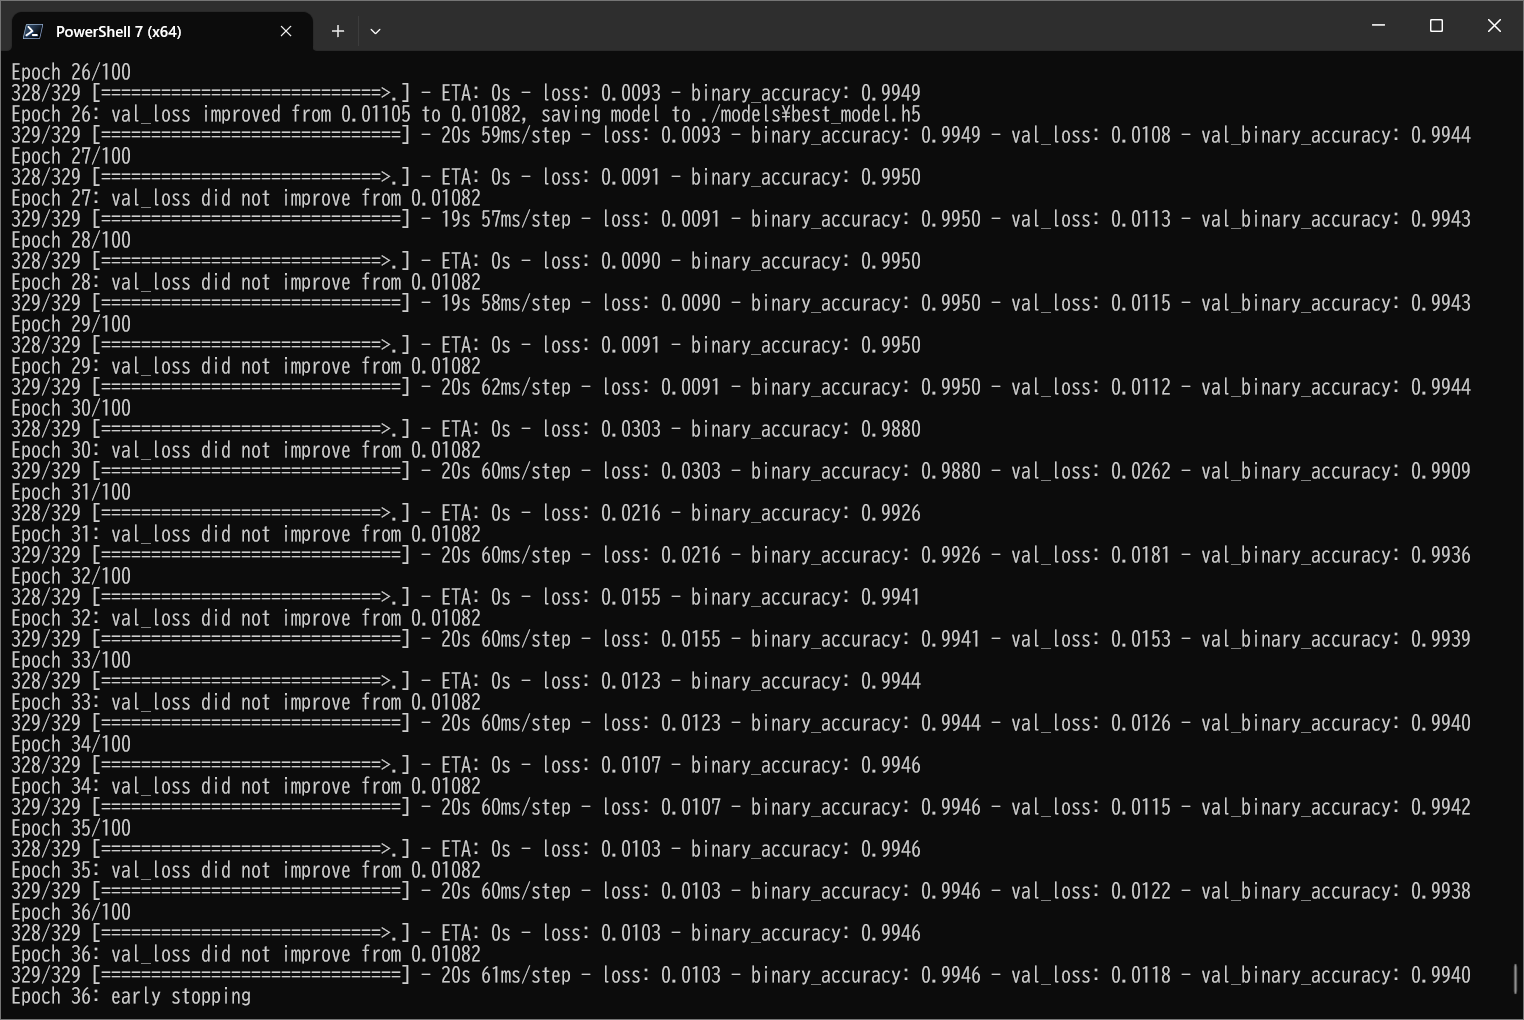 PowerShell 7 (x64)
Epoch 26/100
328/329 [============================>.] - ETA: 0s - loss: 0.0093 - binary_accuracy: 0.9949
Epoch 26: val_loss improved from 0.01105 to 0.01082, saving model to ./models¥best_model.h5
329/329 [==============================] - 20s 59ms/step - loss: 0.0093 - binary_accuracy: 0.9949 - val_loss: 0.0108 - val_binary_accuracy: 0.9944
Epoch 27/100
328/329 [============================>.] - ETA: 0s - loss: 0.0091 - binary_accuracy: 0.9950
Epoch 27: val_loss did not improve from 0.01082
329/329 [==============================] - 19s 57ms/step - loss: 0.0091 - binary_accuracy: 0.9950 - val_loss: 0.0113 - val_binary_accuracy: 0.9943
Epoch 28/100
328/329 [============================>.] - ETA: 0s - loss: 0.0090 - binary_accuracy: 0.9950
Epoch 28: val_loss did not improve from 0.01082
329/329 [==============================] - 19s 58ms/step - loss: 0.0090 - binary_accuracy: 0.9950 - val_loss: 0.0115 - val_binary_accuracy: 0.9943
Epoch 29/100
328/329 [============================>.] - ETA: 0s - loss: 0.0091 - binary_accuracy: 0.9950
Epoch 29: val_loss did not improve from 0.01082
329/329 [==============================] - 20s 62ms/step - loss: 0.0091 - binary_accuracy: 0.9950 - val_loss: 0.0112 - val_binary_accuracy: 0.9944
Epoch 30/100
328/329 [============================>.] - ETA: 0s - loss: 0.0303 - binary_accuracy: 0.9880
Epoch 30: val_loss did not improve from 0.01082
329/329 [==============================] - 20s 60ms/step - loss: 0.0303 - binary_accuracy: 0.9880 - val_loss: 0.0262 - val_binary_accuracy: 0.9909
Epoch 31/100
328/329 [============================>.] - ETA: 0s - loss: 0.0216 - binary_accuracy: 0.9926
Epoch 31: val_loss did not improve from 0.01082
329/329 [==============================] - 20s 60ms/step - loss: 0.0216 - binary_accuracy: 0.9926 - val_loss: 0.0181 - val_binary_accuracy: 0.9936
Epoch 32/100
328/329 [============================>.] - ETA: 0s - loss: 0.0155 - binary_accuracy: 0.9941
Epoch 32: val_loss did not improve from 0.01082
329/329 [==============================] - 20s 60ms/step - loss: 0.0155 - binary_accuracy: 0.9941 - val_loss: 0.0153 - val_binary_accuracy: 0.9939
Epoch 33/100
328/329 [============================>.] - ETA: 0s - loss: 0.0123 - binary_accuracy: 0.9944
Epoch 33: val_loss did not improve from 0.01082
329/329 [==============================] - 20s 60ms/step - loss: 0.0123 - binary_accuracy: 0.9944 - val_loss: 0.0126 - val_binary_accuracy: 0.9940
Epoch 34/100
328/329 [============================>.] - ETA: 0s - loss: 0.0107 - binary_accuracy: 0.9946
Epoch 34: val_loss did not improve from 0.01082
329/329 [==============================] - 20s 60ms/step - loss: 0.0107 - binary_accuracy: 0.9946 - val_loss: 0.0115 - val_binary_accuracy: 0.9942
Epoch 35/100
328/329 [============================>.] - ETA: 0s - loss: 0.0103 - binary_accuracy: 0.9946
Epoch 35: val_loss did not improve from 0.01082
329/329 [==============================] - 20s 60ms/step - loss: 0.0103 - binary_accuracy: 0.9946 - val_loss: 0.0122 - val_binary_accuracy: 0.9938
Epoch 36/100
328/329 [============================>.] - ETA: 0s - loss: 0.0103 - binary_accuracy: 0.9946
Epoch 36: val_loss did not improve from 0.01082
329/329 [==============================] - 20s 61ms/step - loss: 0.0103 - binary_accuracy: 0.9946 - val_loss: 0.0118 - val_binary_accuracy: 0.9940
Epoch 36: early stopping